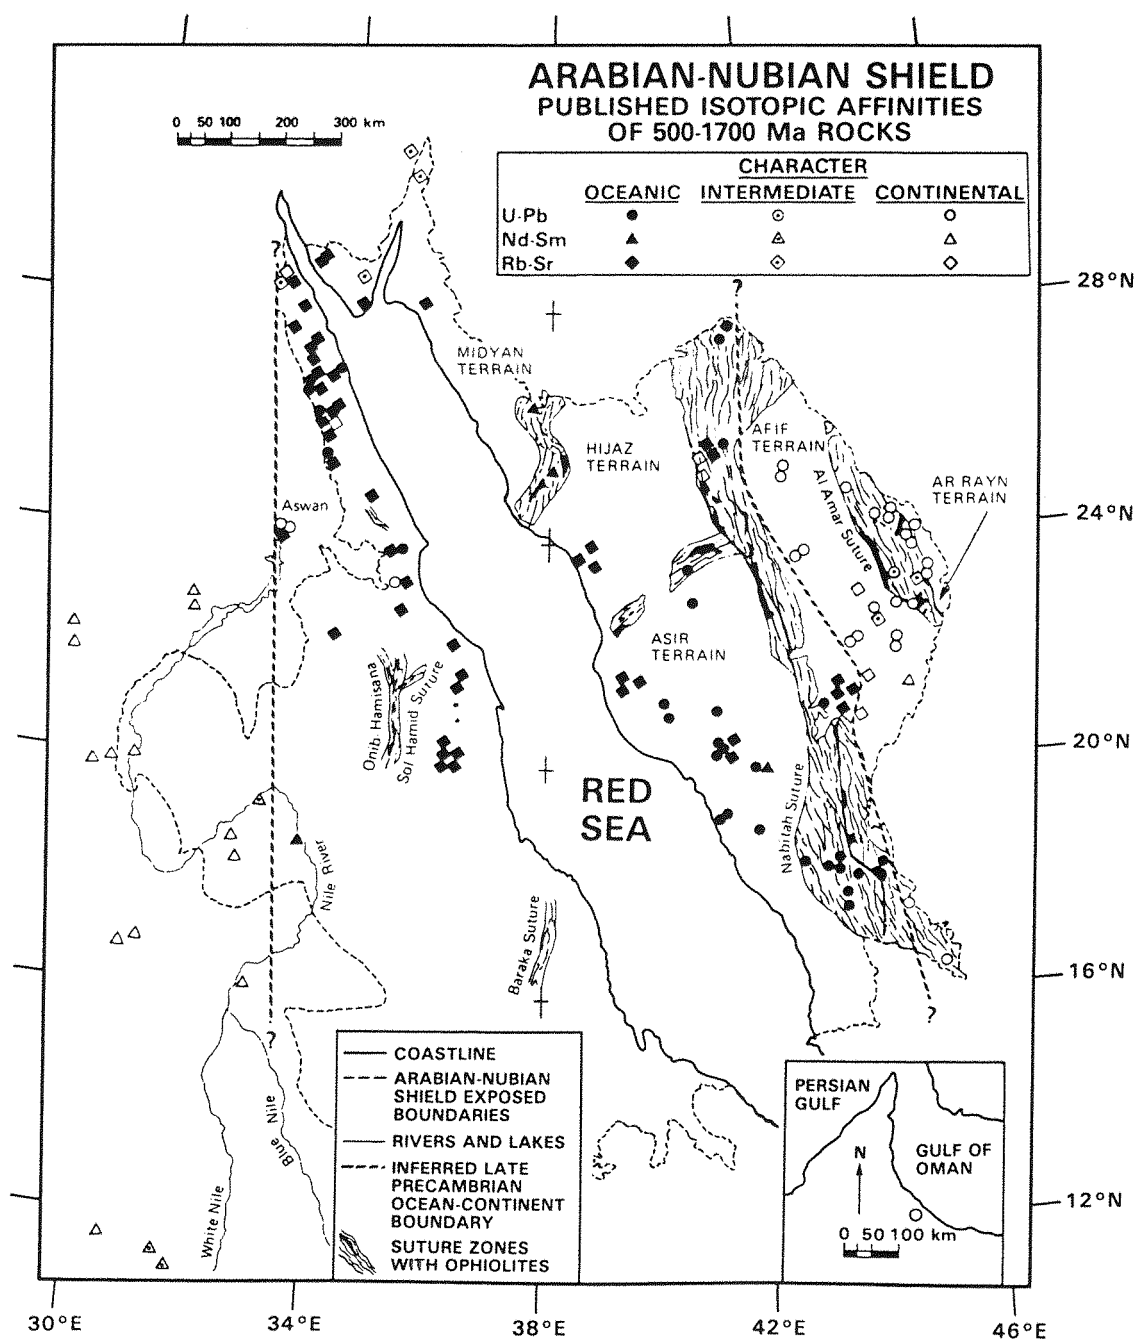 ARABIAN-NUBIAN SHIELD
PUBLISHED ISOTOPIC AFFINITIES
OF 500-1700 Ma ROCKS
0 50 100 200 300 km
CHARACTER
OCEANIC INTERMEDIATE CONTINENTAL
U-Pb
Nd-Sm
Rb-Sr
?
28°N
?
MIDYAN
TERRAIN
HIJAZ
TERRAIN
AFIF
TERRAIN
AR RAYN
TERRAIN
Al Amar Suture
Aswan
24°N
ASIR
TERRAIN
Onib Hamisana
Sol Hamid Suture
20°N
RED
SEA
Nabitah Suture
Nile River
Baraka Suture
16°N
?
?
COASTLINE
ARABIAN-NUBIAN
SHIELD EXPOSED
BOUNDARIES
RIVERS AND LAKES
INFERRED LATE
PRECAMBRIAN
OCEAN-CONTINENT
BOUNDARY
SUTURE ZONES
WITH OPHIOLITES
Blue Nile
White Nile
PERSIAN
GULF
N
GULF OF
OMAN
0 50 100 km
12°N
30°E 34°E 38°E 42°E 46°E